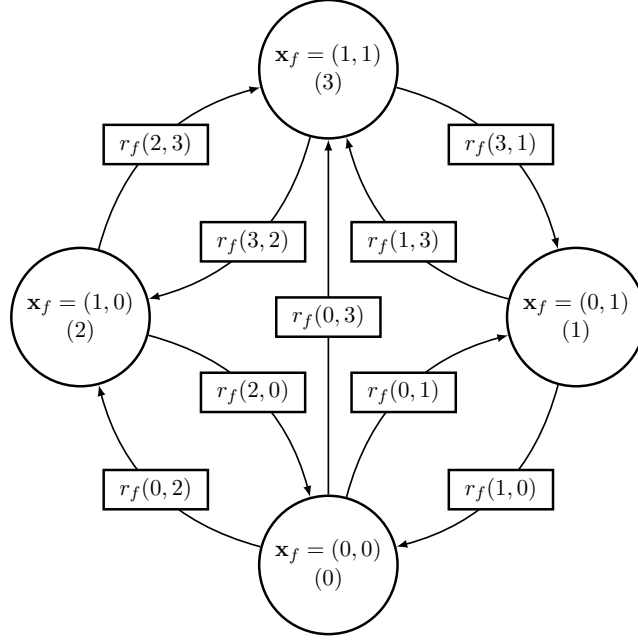 𝐱_f = (1, 1)
(3)
r_f(2, 3)
r_f(3, 1)
r_f(3, 2)
r_f(1, 3)
𝐱_f = (1, 0)
(2)
r_f(0, 3)
𝐱_f = (0, 1)
(1)
r_f(2, 0)
r_f(0, 1)
r_f(0, 2)
r_f(1, 0)
𝐱_f = (0, 0)
(0)